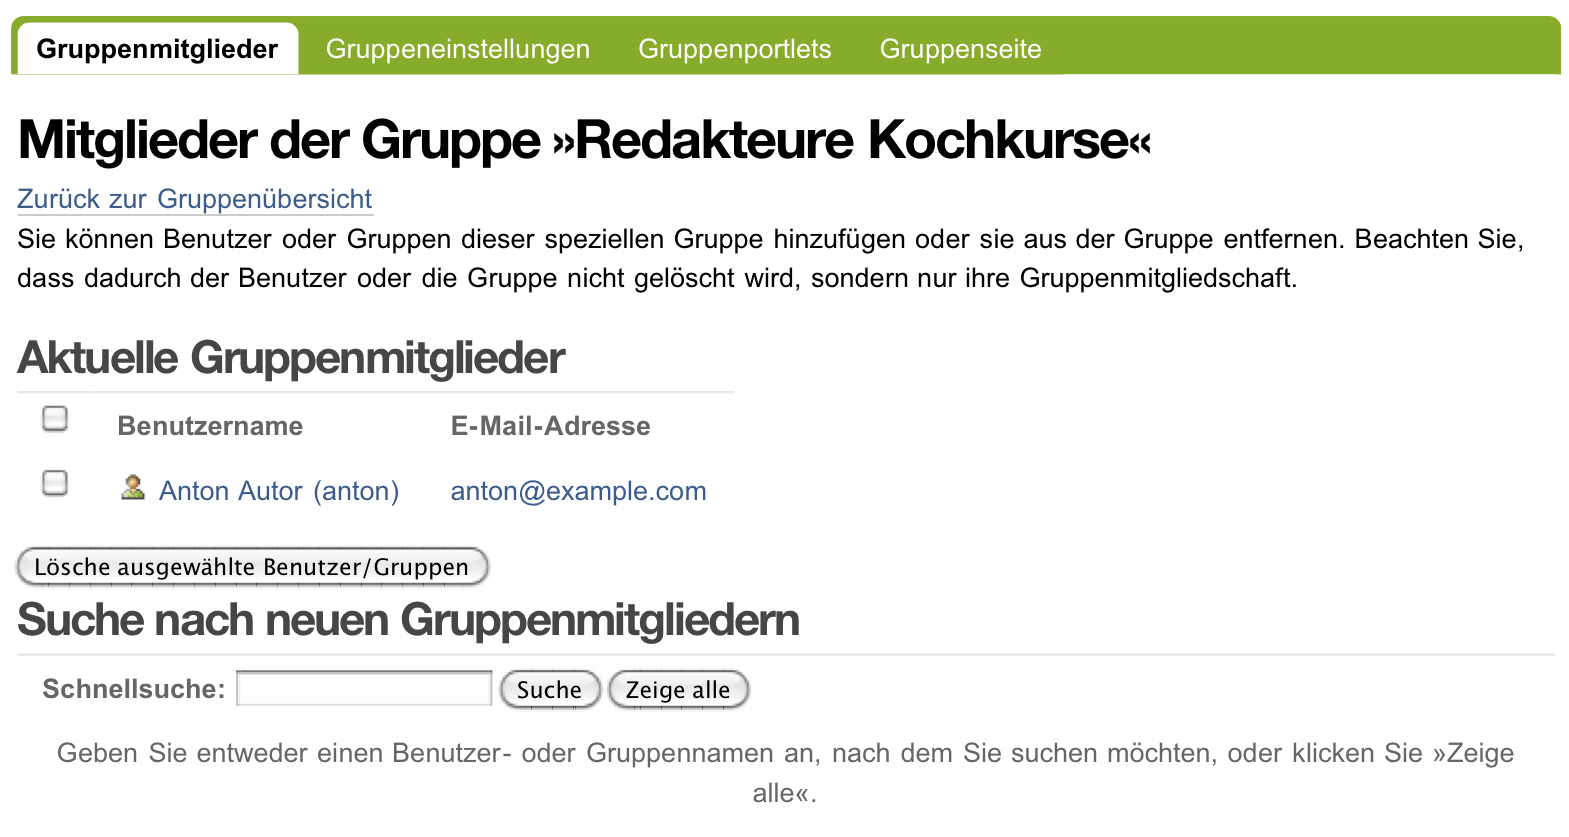 Gruppenmitglieder Gruppeneinstellungen Gruppenportlets Gruppenseite
Mitglieder der Gruppe »Redakteure Kochkurse«
Zurück zur Gruppenübersicht
Sie können Benutzer oder Gruppen dieser speziellen Gruppe hinzufügen oder sie aus der Gruppe entfernen. Beachten Sie,
dass dadurch der Benutzer oder die Gruppe nicht gelöscht wird, sondern nur ihre Gruppenmitgliedschaft.
Aktuelle Gruppenmitglieder
Benutzername E-Mail-Adresse
Anton Autor (anton) anton@example.com
Lösche ausgewählte Benutzer/Gruppen
Suche nach neuen Gruppenmitgliedern
Schnellsuche: Suche Zeige alle
Geben Sie entweder einen Benutzer- oder Gruppennamen an, nach dem Sie suchen möchten, oder klicken Sie »Zeige
alle«.